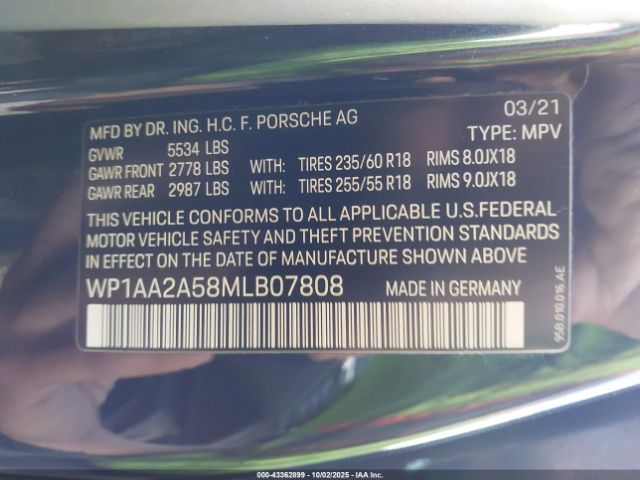 MFD BY DR. ING. H.C. F. PORSCHE AG 03/21
GVWR 5534 LBS TYPE: MPV
GAWR FRONT 2778 LBS WITH: TIRES 235/60 R18 RIMS 8.0JX18
GAWR REAR 2987 LBS WITH: TIRES 255/55 R18 RIMS 9.0JX18
THIS VEHICLE CONFORMS TO ALL APPLICABLE U.S.FEDERAL
MOTOR VEHICLE SAFETY AND THEFT PREVENTION STANDARDS
IN EFFECT ON THE DATE OF MANUFACTURE SHOWN ABOVE
WP1AA2A58MLB07808 MADE IN GERMANY
95B.010.016 AE
000-43362899 - 10/02/2025 - IAA Inc.